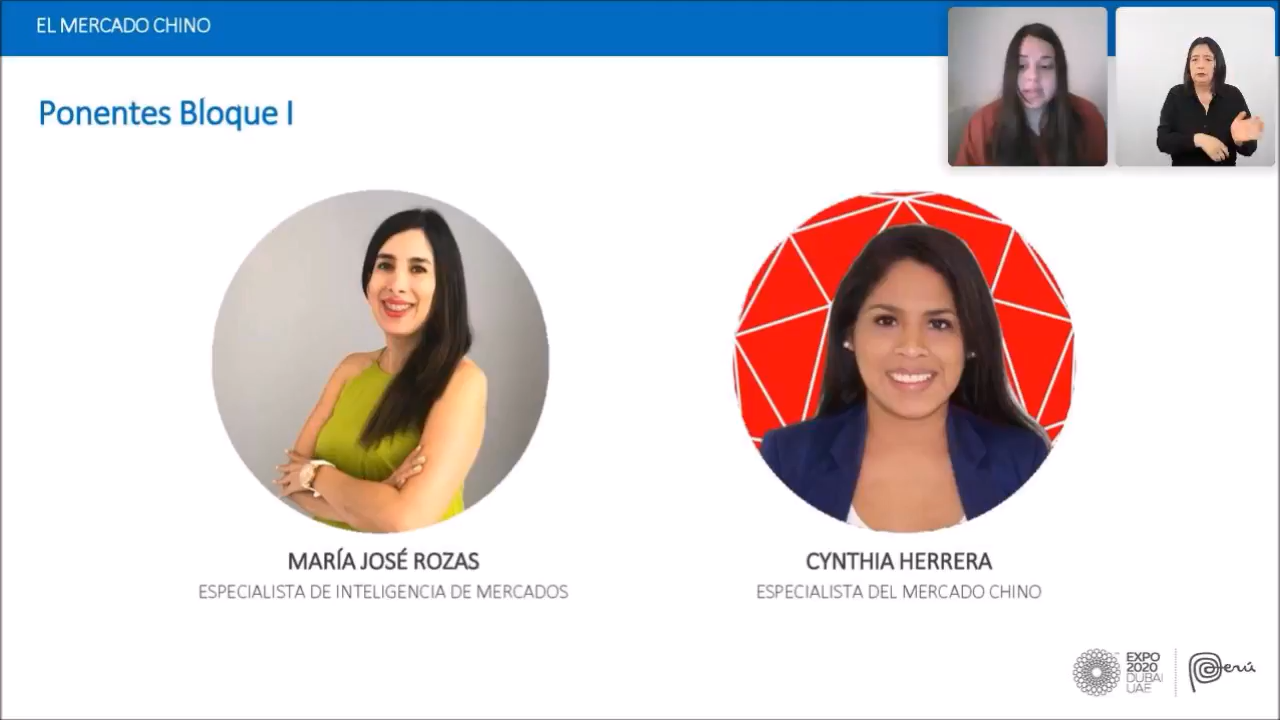 EL MERCADO CHINO
Ponentes Bloque I
MARÍA JOSÉ ROZAS
ESPECIALISTA DE INTELIGENCIA DE MERCADOS
CYNTHIA HERRERA
ESPECIALISTA DEL MERCADO CHINO
EXPO
2020
DUBAI
UAE
Perú